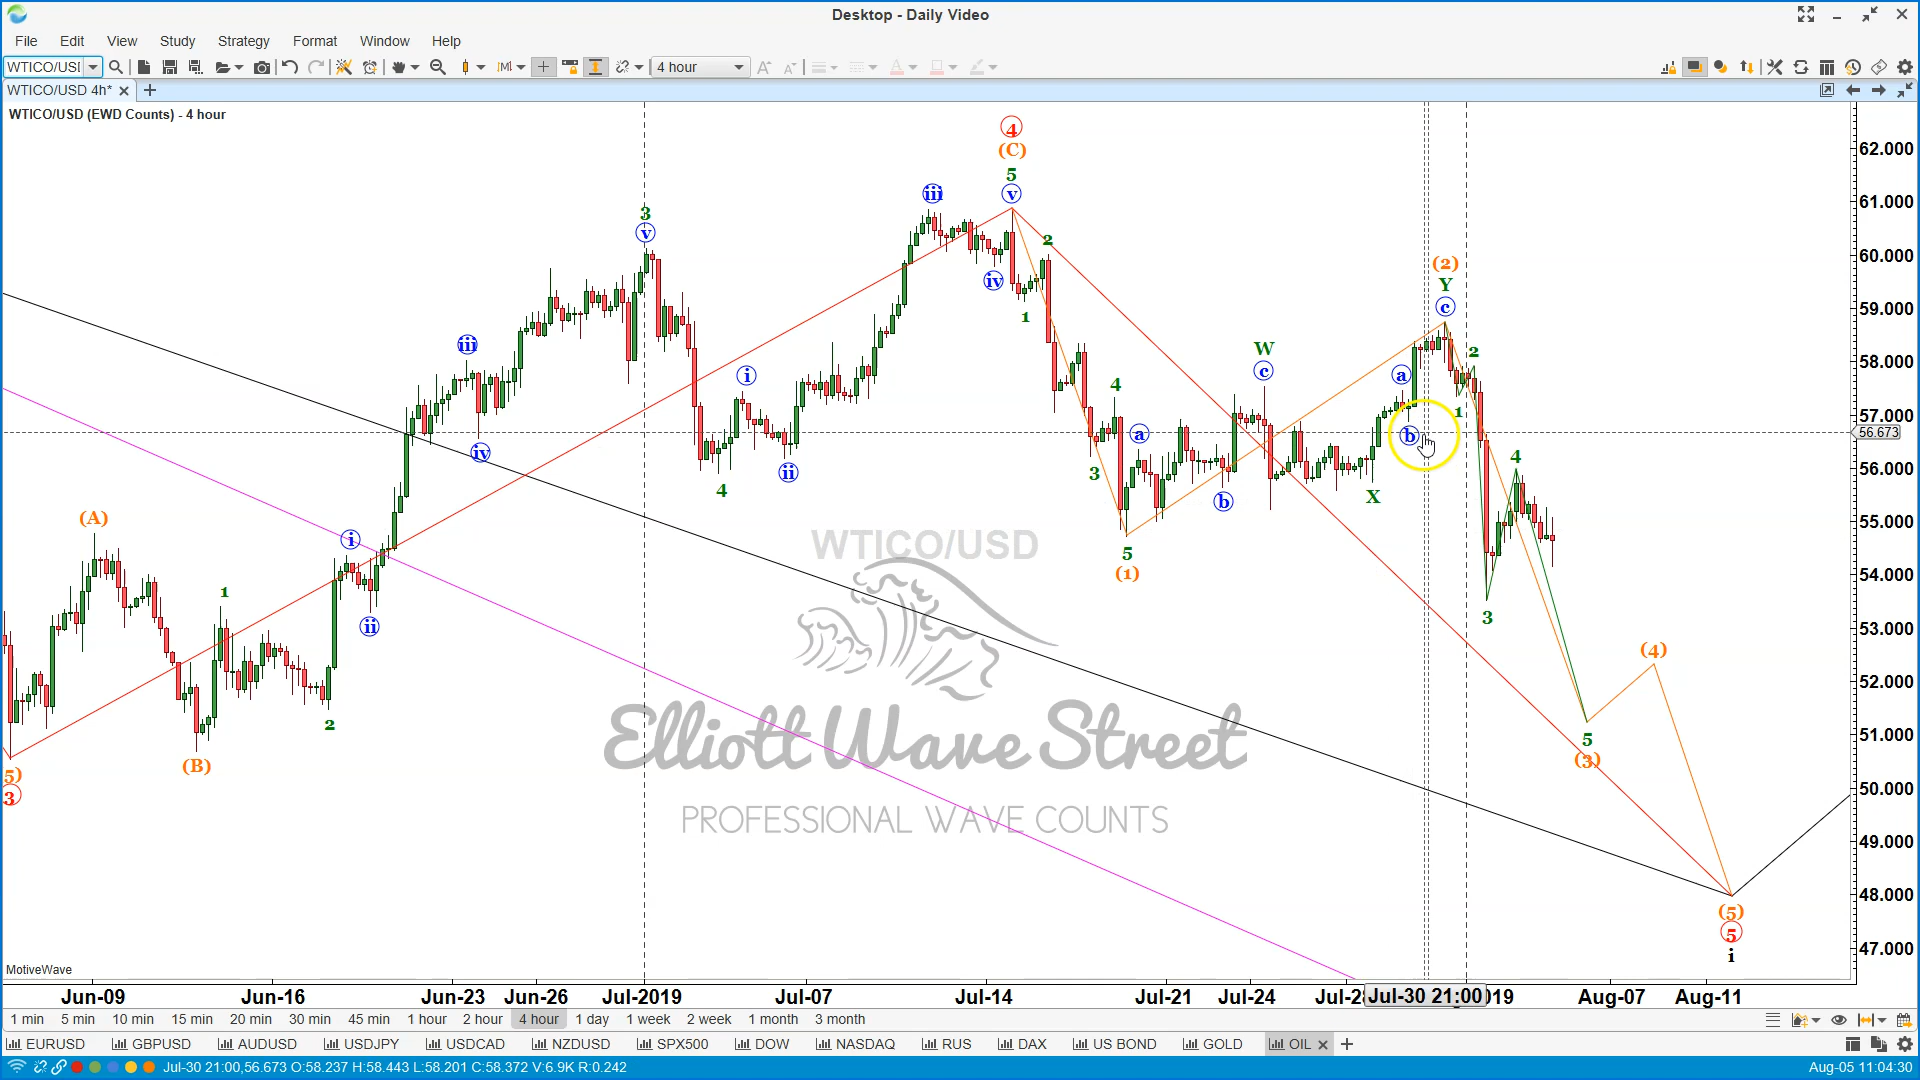 Desktop - Daily Video
File Edit View Study Strategy Format Window Help
WTICO/USI
4 hour
WTICO/USD 4h*
WTICO/USD (EWD Counts) - 4 hour
4
(C)
5
v
iii
iv
3
v
iii
iv
i
ii
4
5
i
ii
(A)
1
2
(B)
5)
3
2
1
4
3
5
(1)
a
b
W
c
X
a
b
(2)
Y
c
2
1
4
3
5
(3)
(4)
(5)
5
i
62.000
61.000
60.000
59.000
58.000
57.000
56.673
56.000
55.000
54.000
53.000
52.000
51.000
50.000
49.000
48.000
47.000
WTICO/USD
Elliott Wave Street
PROFESSIONAL WAVE COUNTS
MotiveWave
Jun-09 Jun-16 Jun-23 Jun-26 Jul-2019 Jul-07 Jul-14 Jul-21 Jul-24 Jul-28 Jul-30 21:00 019 Aug-07 Aug-11
1 min 5 min 10 min 15 min 20 min 30 min 45 min 1 hour 2 hour 4 hour 1 day 1 week 2 week 1 month 3 month
EURUSD GBPUSD AUDUSD USDJPY USDCAD NZDUSD SPX500 DOW NASDAQ RUS DAX US BOND GOLD OIL
Jul-30 21:00,56.673 O:58.237 H:58.443 L:58.201 C:58.372 V:6.9K R:0.242
Aug-05 11:04:30